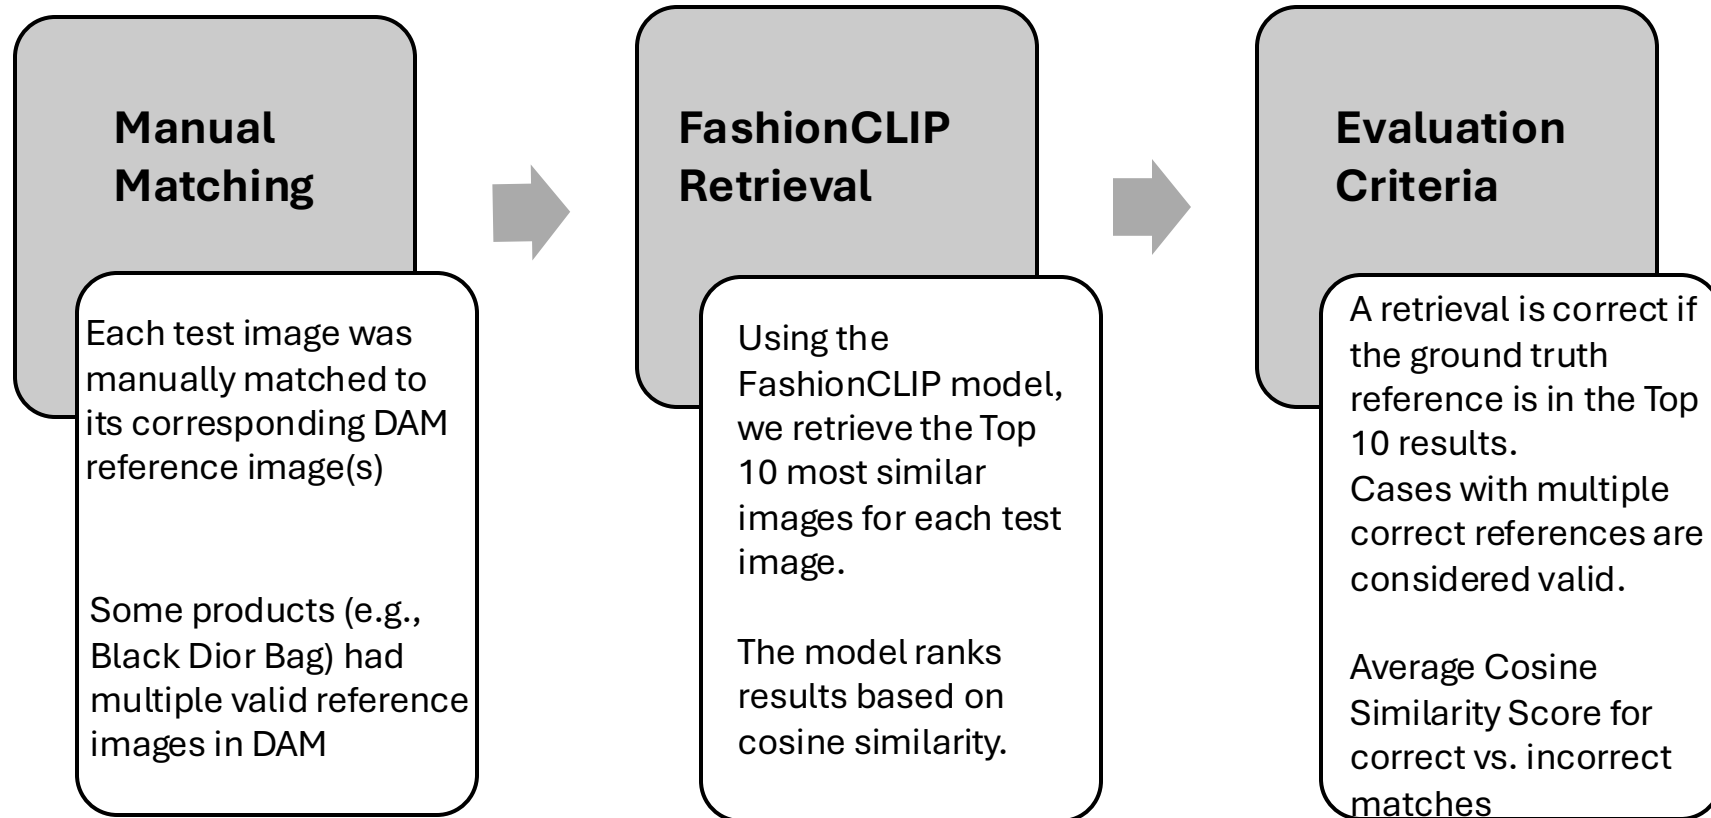 Manual
Matching
Each test image was
manually matched to
its corresponding DAM
reference image(s)
Some products (e.g.,
Black Dior Bag) had
multiple valid reference
images in DAM
FashionCLIP
Retrieval
Using the
FashionCLIP model,
we retrieve the Top
10 most similar
images for each test
image.
The model ranks
results based on
cosine similarity.
Evaluation
Criteria
A retrieval is correct if
the ground truth
reference is in the Top
10 results.
Cases with multiple
correct references are
considered valid.
Average Cosine
Similarity Score for
correct vs. incorrect
matches